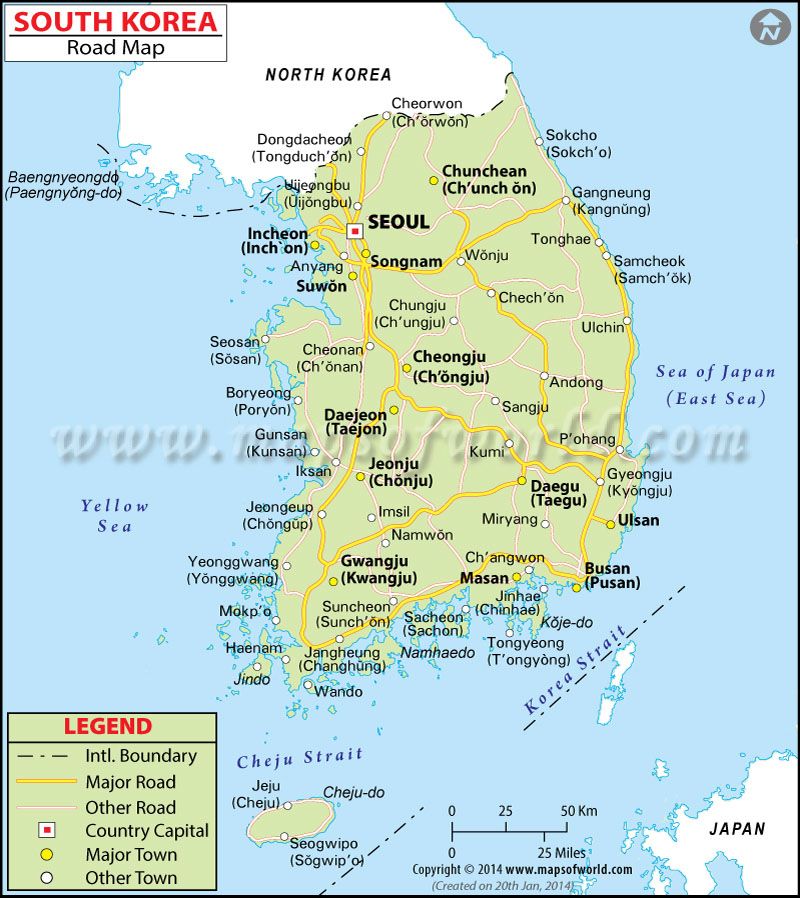 SOUTH KOREA
Road Map
N
NORTH KOREA
Cheorwon
(Ch'ŏrwŏn)
Dongdacheon
(Tongduch'ŏn)
Sokcho
(Sokch'o)
Baengnyeongdo
(Paengnyŏng-do)
Chunchean
(Ch'unch ŏn)
Uijeongbu
(Ŭijŏngbu)
Gangneung
(Kangnŭng)
SEOUL
Incheon
(Inch on)
Tonghae
Anyang
Songnam
Wŏnju
Samcheok
(Samch'ŏk)
Suwŏn
Chech'ŏn
Chungju
(Ch'ungju)
Ulchin
Seosan
(Sŏsan)
Cheonan
(Ch'ŏnan)
Cheongju
(Ch'ŏngju)
Sea of Japan
(East Sea)
Andong
Boryeong
(Poryŏn)
Daejeon
(Taejon)
Sangju
www.mapsofworld.com
Gunsan
(Kunsan)
P'ohang
Kumi
Iksan
Jeonju
(Chŏnju)
Gyeongju
(Kyŏngju)
Daegu
(Taegu)
Yellow
Sea
Jeongeup
(Chŏngŭp)
Imsil
Miryang
Ulsan
Namwŏn
Yeonggwang
(Yŏnggwang)
Gwangju
(Kwangju)
Ch'angwon
Masan
Busan
(Pusan)
Mokp'o
Suncheon
(Sunch'ŏn)
Jinhae
(Chinhae)
Sacheon
(Sachon)
Kŏje-do
Haenam
Jangheung
(Changhŭng)
Namhaedo
Tongyeong
(T'ongyòng)
Jindo
Wando
Korea Strait
LEGEND
Intl. Boundary
Major Road
Other Road
Country Capital
Major Town
Other Town
Cheju Strait
Jeju
(Cheju)
Cheju-do
Seogwipo
(Sŏgwip'o)
0 25 50 Km
0 25 Miles
JAPAN
Copyright © 2014 www.mapsofworld.com
(Created on 20th Jan, 2014)